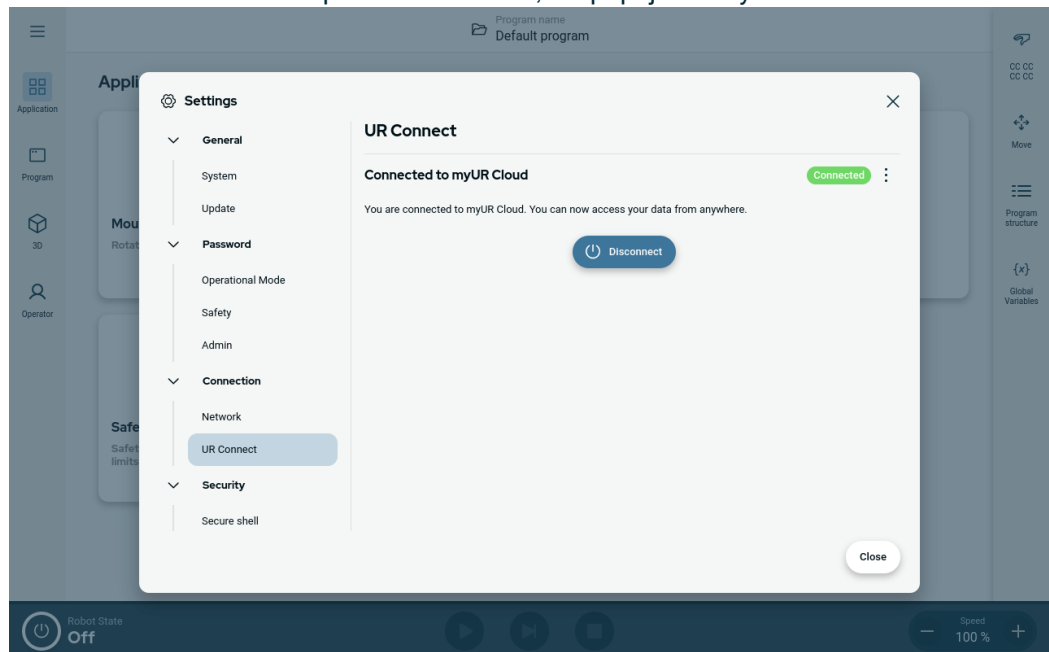 Program name
Default program
Application
Program
3D
Operator
Appli
Mou
Rotat
Safe
Safet
limits
Settings
General
System
Update
Password
Operational Mode
Safety
Admin
Connection
Network
UR Connect
Security
Secure shell
UR Connect
Connected to myUR Cloud
Connected
You are connected to myUR Cloud. You can now access your data from anywhere.
Disconnect
Close
CC CC
CC CC
Move
Program
structure
{x}
Global
Variables
Robot State
Off
Speed
100 %